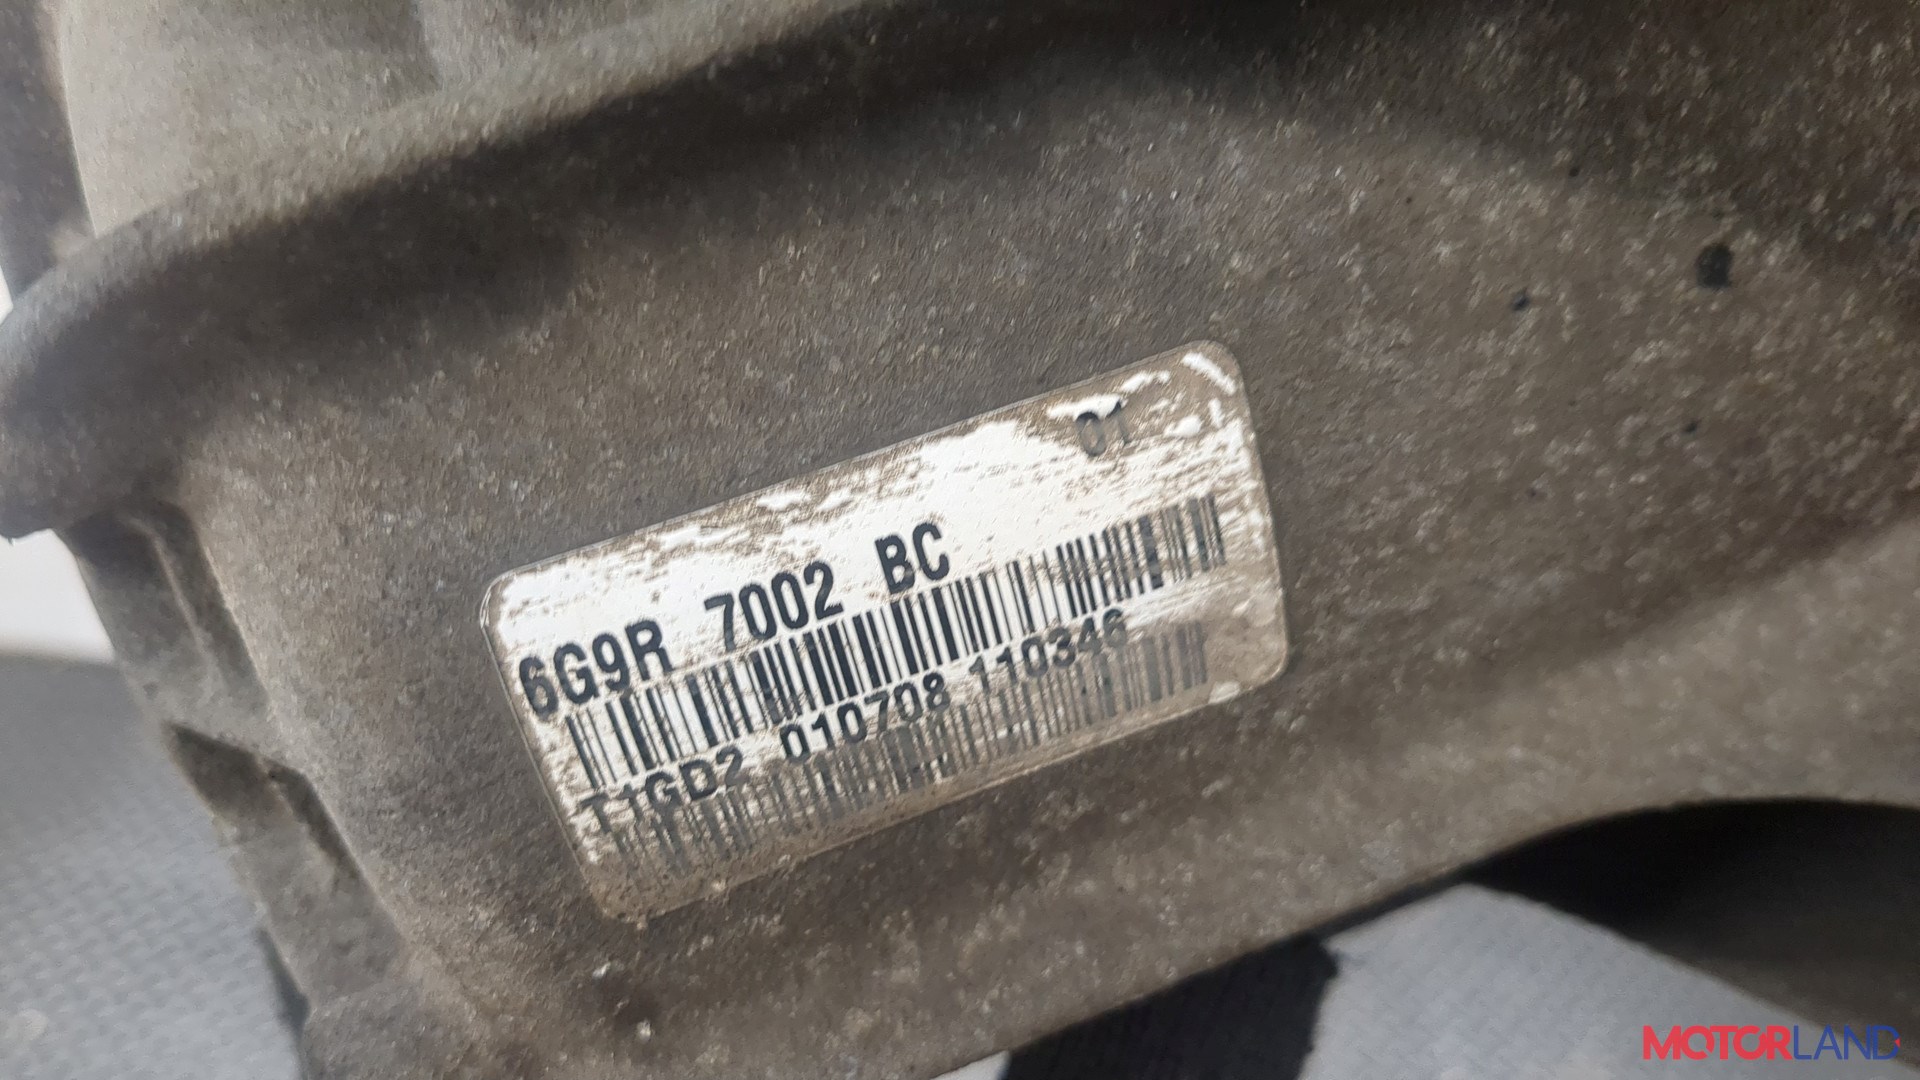 01
6G9R 7002 BC
T1GD2 010708 110346
MOTORLAND